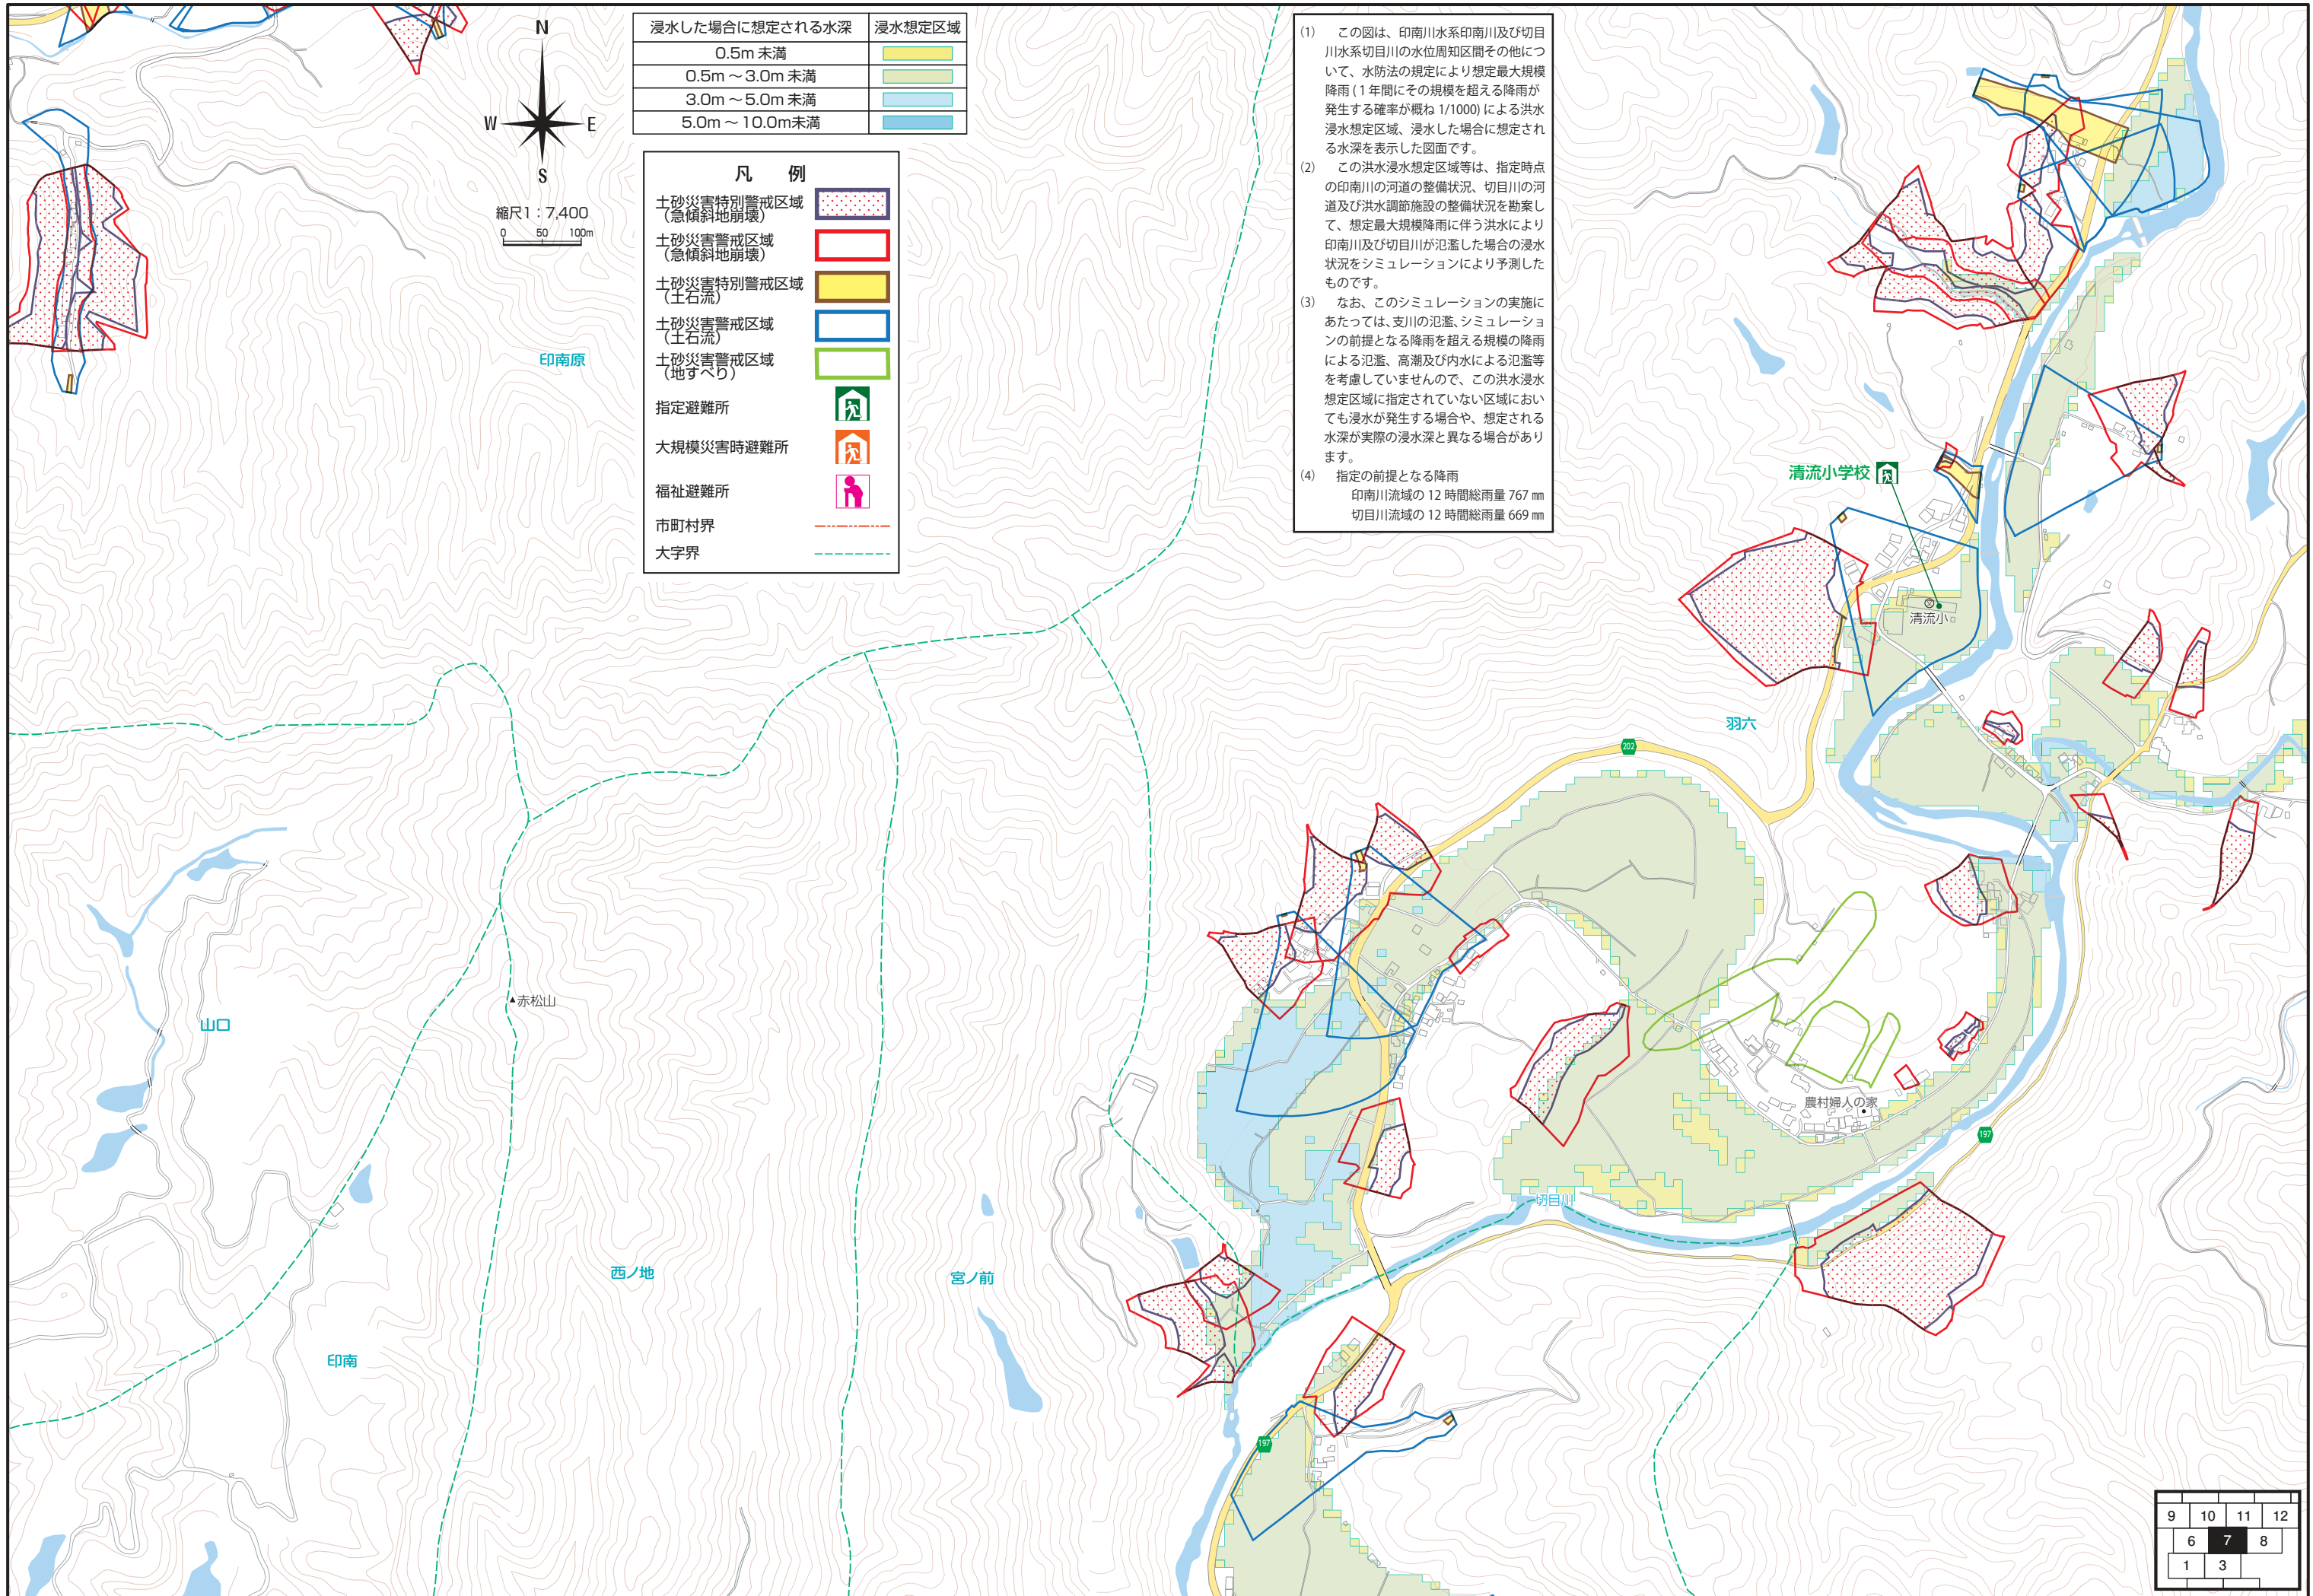 N
W
E
S
縮尺1：7,400
0 50 100m
浸水した場合に想定される水深 浸水想定区域
0.5m 未満
0.5m ～ 3.0m 未満
3.0m ～ 5.0m 未満
5.0m ～ 10.0m未満
凡 例
土砂災害特別警戒区域
（急傾斜地崩壊）
土砂災害警戒区域
（急傾斜地崩壊）
土砂災害特別警戒区域
（土石流）
土砂災害警戒区域
（土石流）
土砂災害警戒区域
（地すべり）
指定避難所
大規模災害時避難所
福祉避難所
市町村界
大字界
(1) この図は、印南川水系印南川及び切目
川水系切目川の水位周知区間その他につ
いて、水防法の規定により想定最大規模
降雨 ( 1 年間にその規模を超える降雨が
発生する確率が概ね 1/1000) による洪水
浸水想定区域、浸水した場合に想定され
る水深を表示した図面です。
(2) この洪水浸水想定区域等は、指定時点
の印南川の河道の整備状況、切目川の河
道及び洪水調節施設の整備状況を勘案し
て、想定最大規模降雨に伴う洪水により
印南川及び切目川が氾濫した場合の浸水
状況をシミュレーションにより予測した
ものです。
(3) なお、このシミュレーションの実施に
あたっては、支川の氾濫、シミュレーショ
ンの前提となる降雨を超える規模の降雨
による氾濫、高潮及び内水による氾濫等
を考慮していませんので、この洪水浸水
想定区域に指定されていない区域におい
ても浸水が発生する場合や、想定される
水深が実際の浸水深と異なる場合があり
ます。
(4) 指定の前提となる降雨
印南川流域の 12 時間総雨量 767 ㎜
切目川流域の 12 時間総雨量 669 ㎜
印南原
清流小学校
清流小
羽六
202
赤松山
山口
農村婦人の家
197
切目川
西ノ地
宮ノ前
印南
197
9 10 11 12
6 7 8
1 3